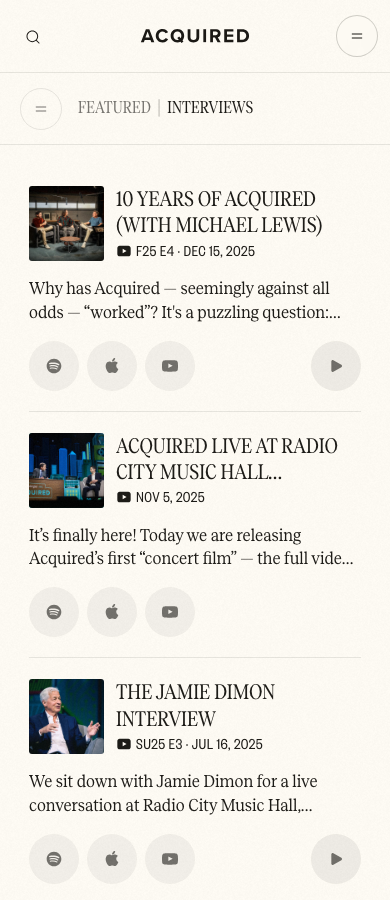 ACQUIRED
FEATURED | INTERVIEWS
10 YEARS OF ACQUIRED
(WITH MICHAEL LEWIS)
F25 E4 · DEC 15, 2025
Why has Acquired — seemingly against all
odds — “worked”? It's a puzzling question:...
ACQUIRED LIVE AT RADIO
CITY MUSIC HALL...
NOV 5, 2025
It’s finally here! Today we are releasing
Acquired’s first “concert film” — the full vide...
THE JAMIE DIMON
INTERVIEW
SU25 E3 · JUL 16, 2025
We sit down with Jamie Dimon for a live
conversation at Radio City Music Hall,...